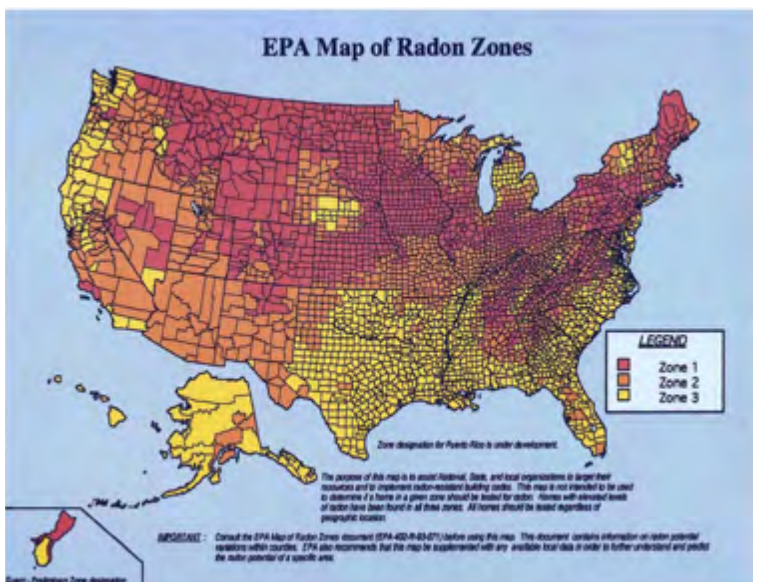 EPA Map of Radon Zones
LEGEND
Zone 1
Zone 2
Zone 3
Zone designation for Puerto Rico is under development.
The purpose of this map is to assist National, State, and local organizations to target their
resources and to implement radon-resistant building codes. This map is not intended to be used
to determine if a home in a given zone should be tested for radon. Homes with elevated levels
of radon have been found in all three zones. All homes should be tested regardless of
geographic location.
IMPORTANT: Consult the EPA Map of Radon Zones document (EPA-402-R-93-071) before using this map. This document contains information on radon potential
variations within counties. EPA also recommends that this map be supplemented with any available local data in order to further understand and predict
the radon potential of a specific area.
Guam - Preliminary Zone designation